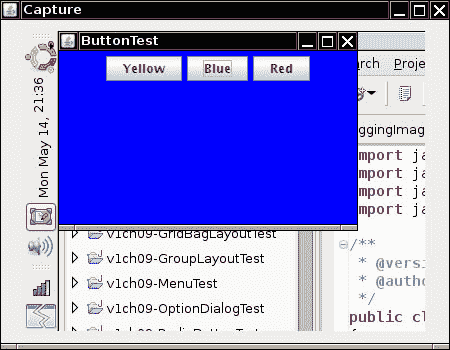 Capture
ButtonTest
Yellow Blue Red
Mon May 14, 21:36
arch Proje
ggingImag
import ja
import ja
import ja
import ja
/**
* @versi
* @autho
*/
public cl
v1ch09-GridBagLayoutTest
v1ch09-GroupLayoutTest
v1ch09-MenuTest
v1ch09-OptionDialogTest